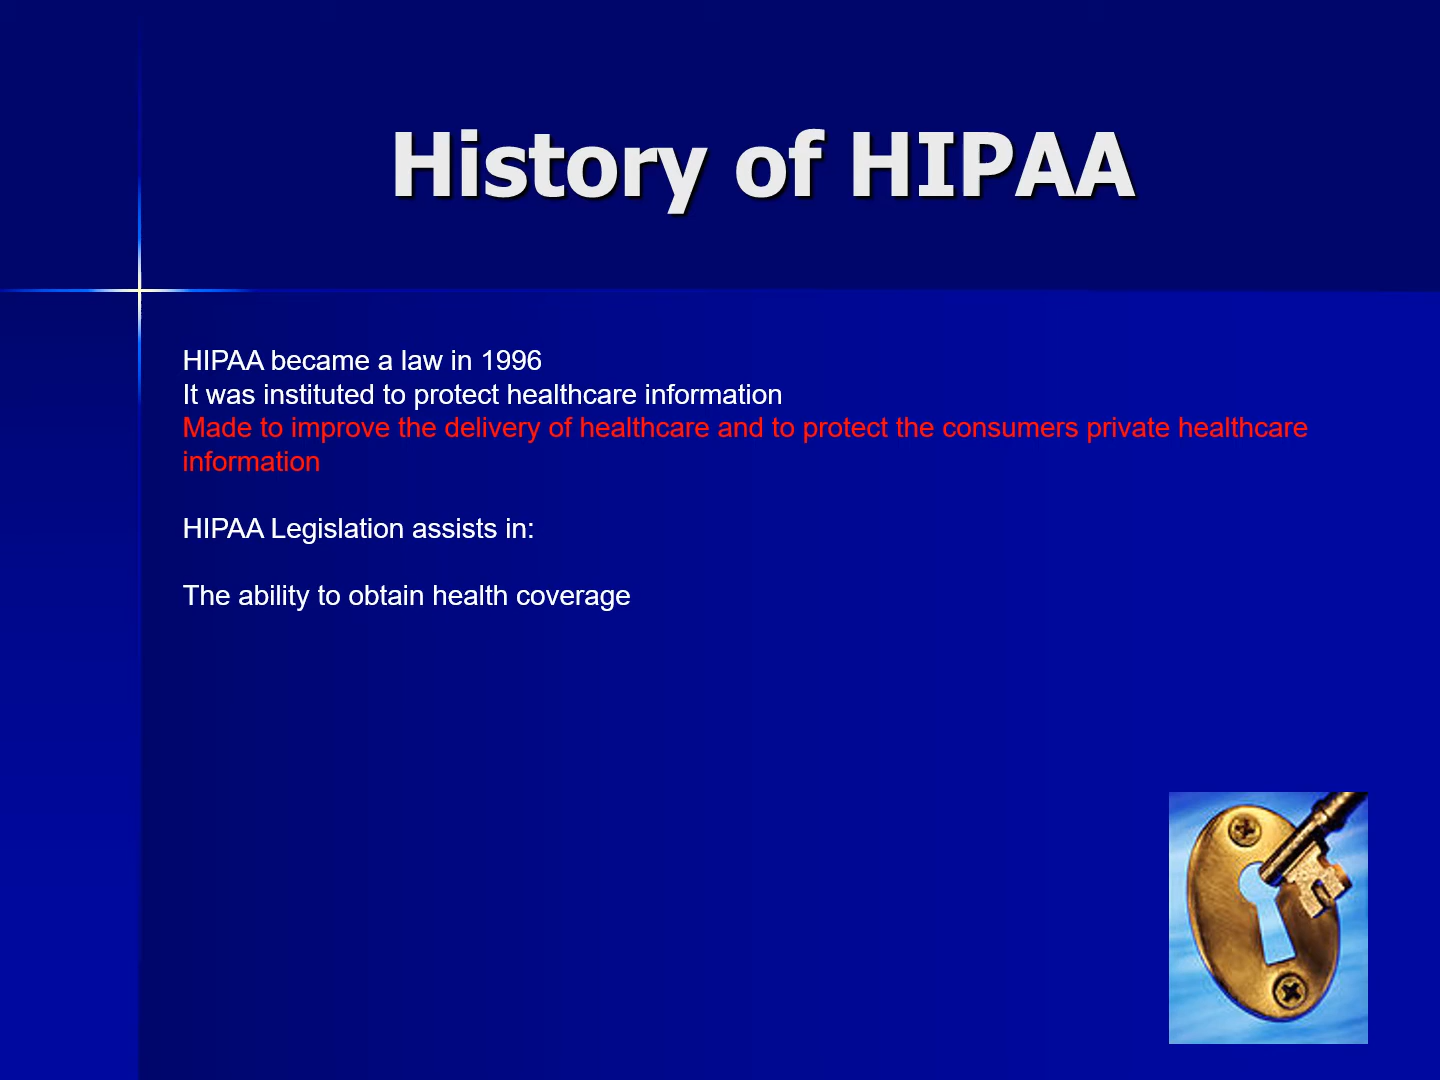 History of HIPAA
HIPAA became a law in 1996
It was instituted to protect healthcare information
Made to improve the delivery of healthcare and to protect the consumers private healthcare
information
HIPAA Legislation assists in:
The ability to obtain health coverage